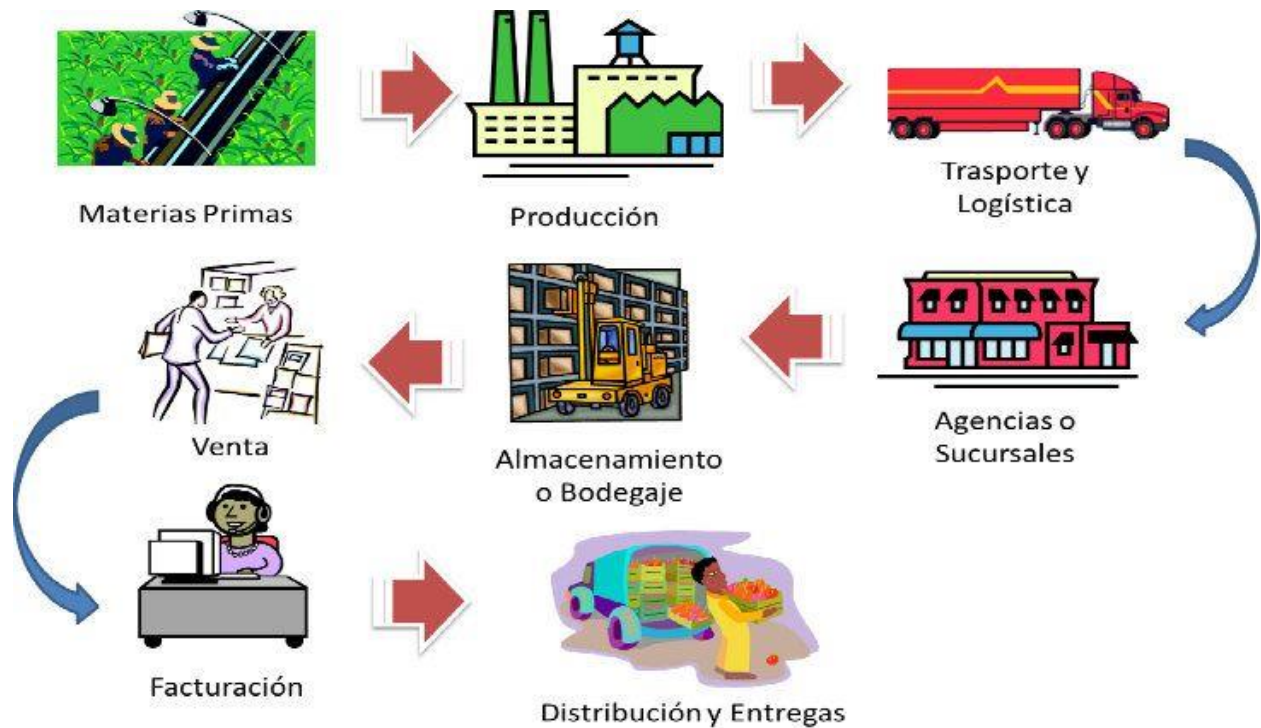 Materias Primas
Producción
Trasporte y
Logística
Venta
Almacenamiento
o Bodegaje
Agencias o
Sucursales
Facturación
Distribución y Entregas